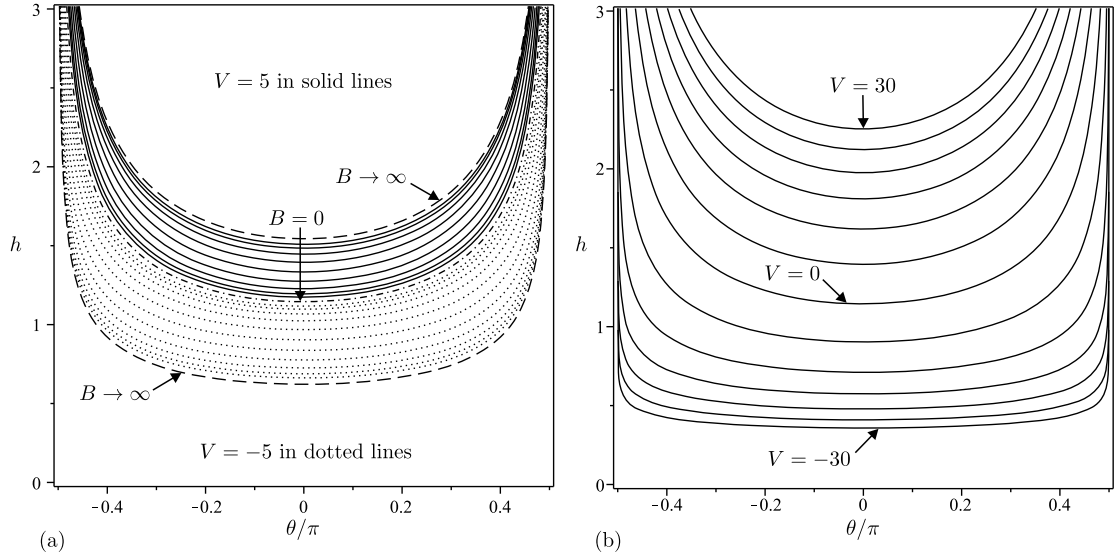 3
2
1
0
h
−0.4
−0.2
0
0.2
0.4
θ/π
V = 5 in solid lines
B → ∞
B = 0
B → ∞
V = −5 in dotted lines
(a)
3
2
1
0
h
−0.4
−0.2
0
0.2
0.4
θ/π
V = 30
V = 0
V = −30
(b)